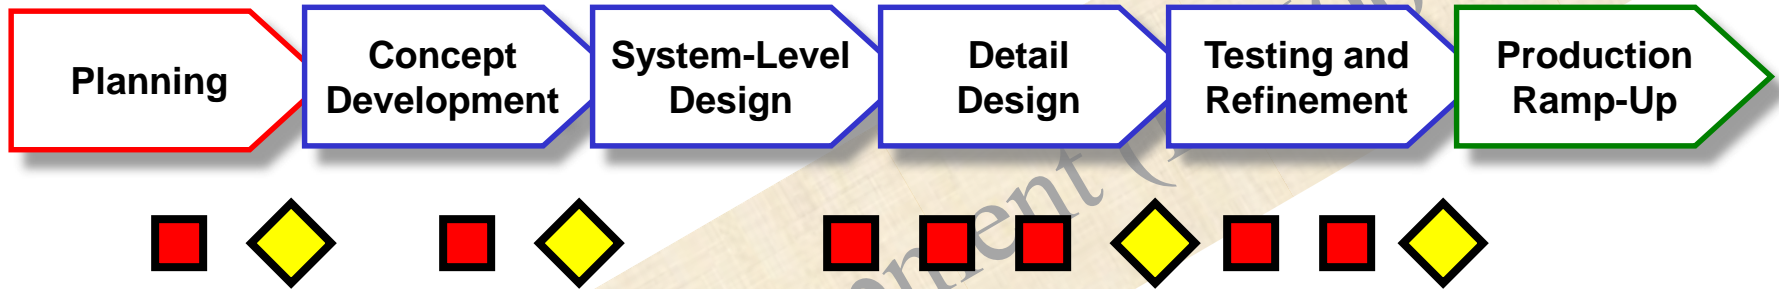 Planning
Concept
Development
System-Level
Design
Detail
Design
Testing and
Refinement
Production
Ramp-Up